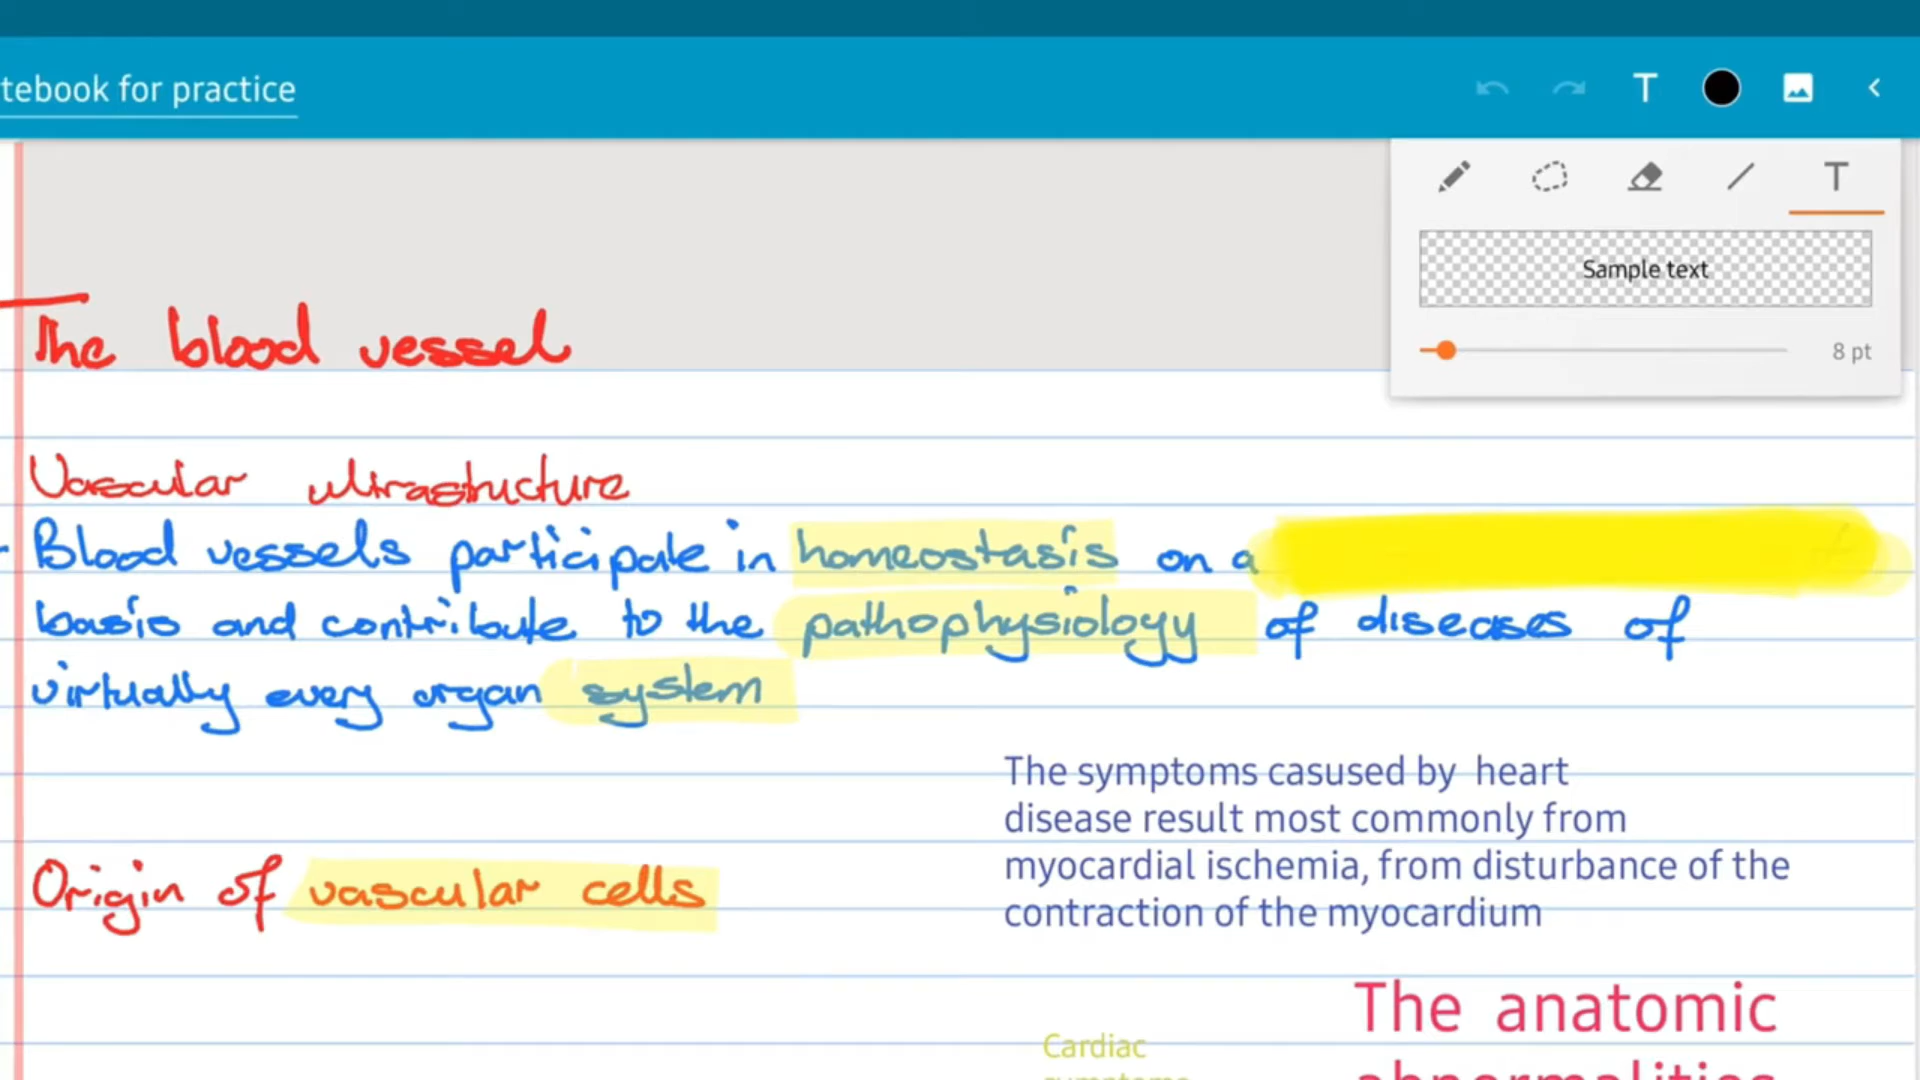 tebook for practice
T
T
Sample text
8 pt
The blood vessel
Vascular ultrastucture
- Blood vessels participate in homeostasis on a
basis and contribute to the pathophysiology of diseases of
virtually every organ system
The symptoms casused by heart
disease result most commonly from
myocardial ischemia, from disturbance of the
contraction of the myocardium
Origin of vascular cells
The anatomic
abnormalities
Cardiac
symptoms